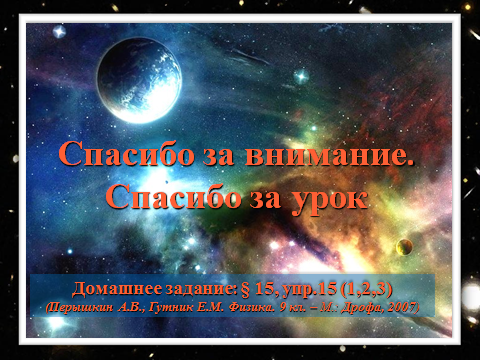 Спасибо за внимание.
Спасибо за урок
Домашнее задание: § 15, упр.15 (1,2,3)
(Перышкин А.В., Гутник Е.М. Физика. 9 кл. – М.: Дрофа, 2007)